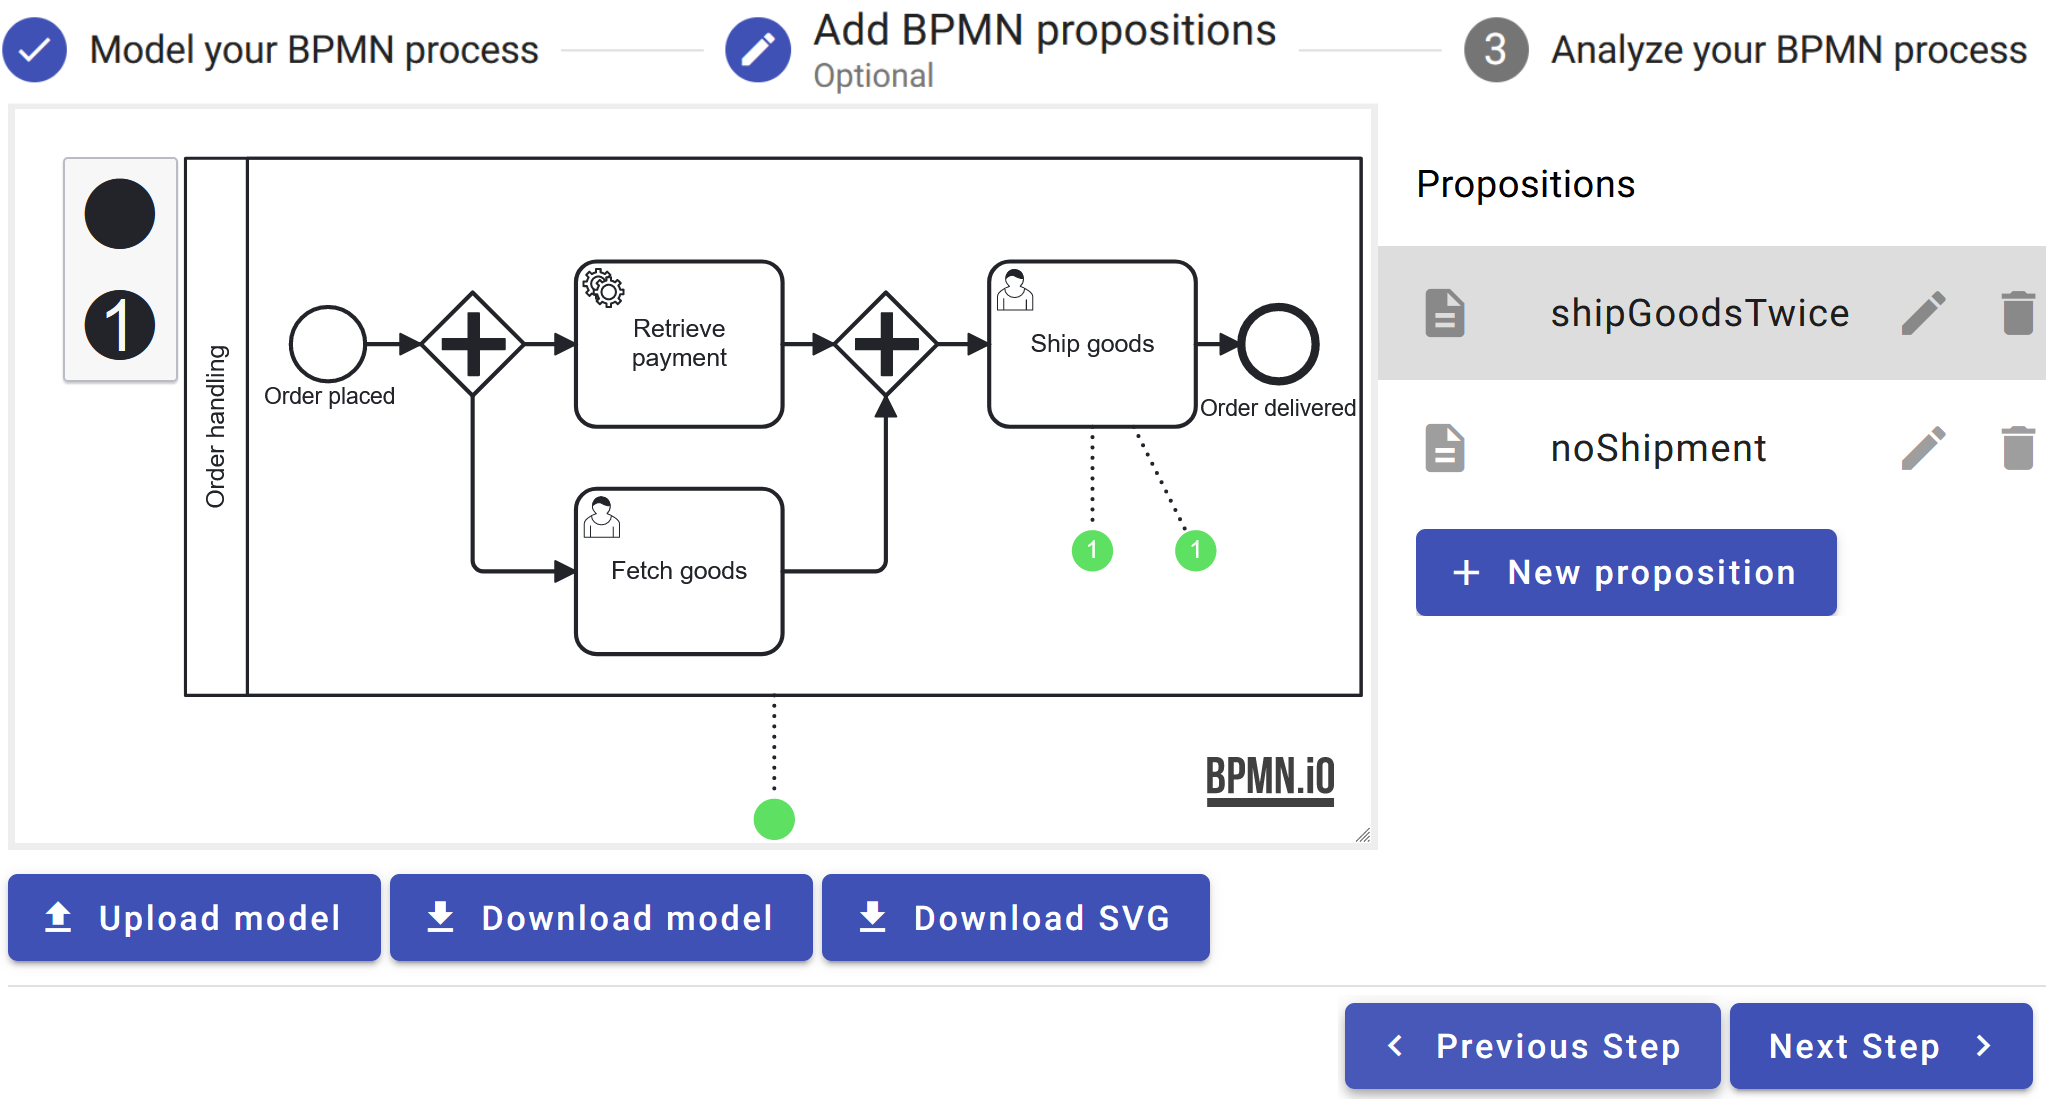 Model your BPMN process
Add BPMN propositions
Optional
3
Analyze your BPMN process
1
Order handling
Order placed
Retrieve
payment
Fetch goods
Ship goods
Order delivered
1
1
BPMN.iO
Propositions
shipGoodsTwice
noShipment
New proposition
Upload model
Download model
Download SVG
Previous Step
Next Step